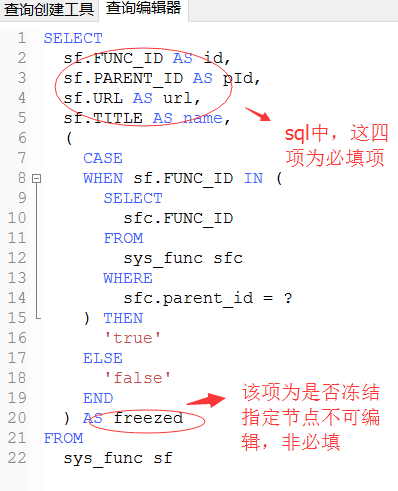 查询创建工具 查询编辑器
1 SELECT
2 sf.FUNC_ID AS id,
3 sf.PARENT_ID AS pId,
4 sf.URL AS url,
5 sf.TITLE AS name,
sql中，这四
项为必填项
6 (
7 CASE
8 WHEN sf.FUNC_ID IN (
9 SELECT
10 sfc.FUNC_ID
11 FROM
12 sys_func sfc
13 WHERE
14 sfc.parent_id = ?
15 ) THEN
16 'true'
17 ELSE
18 'false'
19 END
20 ) AS freezed
该项为是否冻结
指定节点不可编
辑，非必填
21 FROM
22 sys_func sf